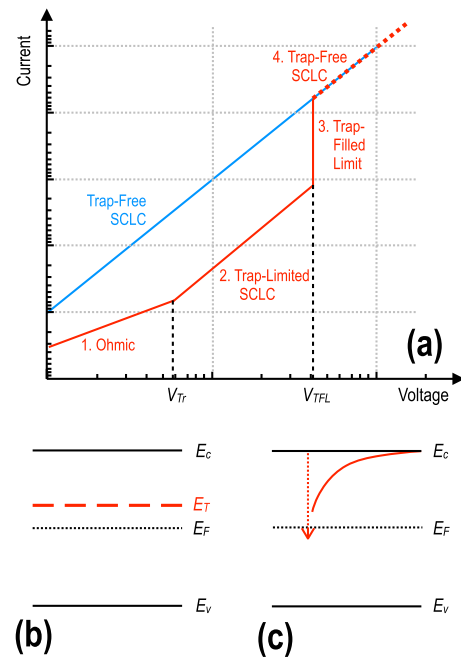 Current
4. Trap-Free
SCLC
3. Trap-
Filled
Limit
Trap-Free
SCLC
2. Trap-Limited
SCLC
1. Ohmic
(a)
V_Tr
V_TFL
Voltage
E_c
E_T
E_F
E_v
(b)
E_c
E_F
E_v
(c)